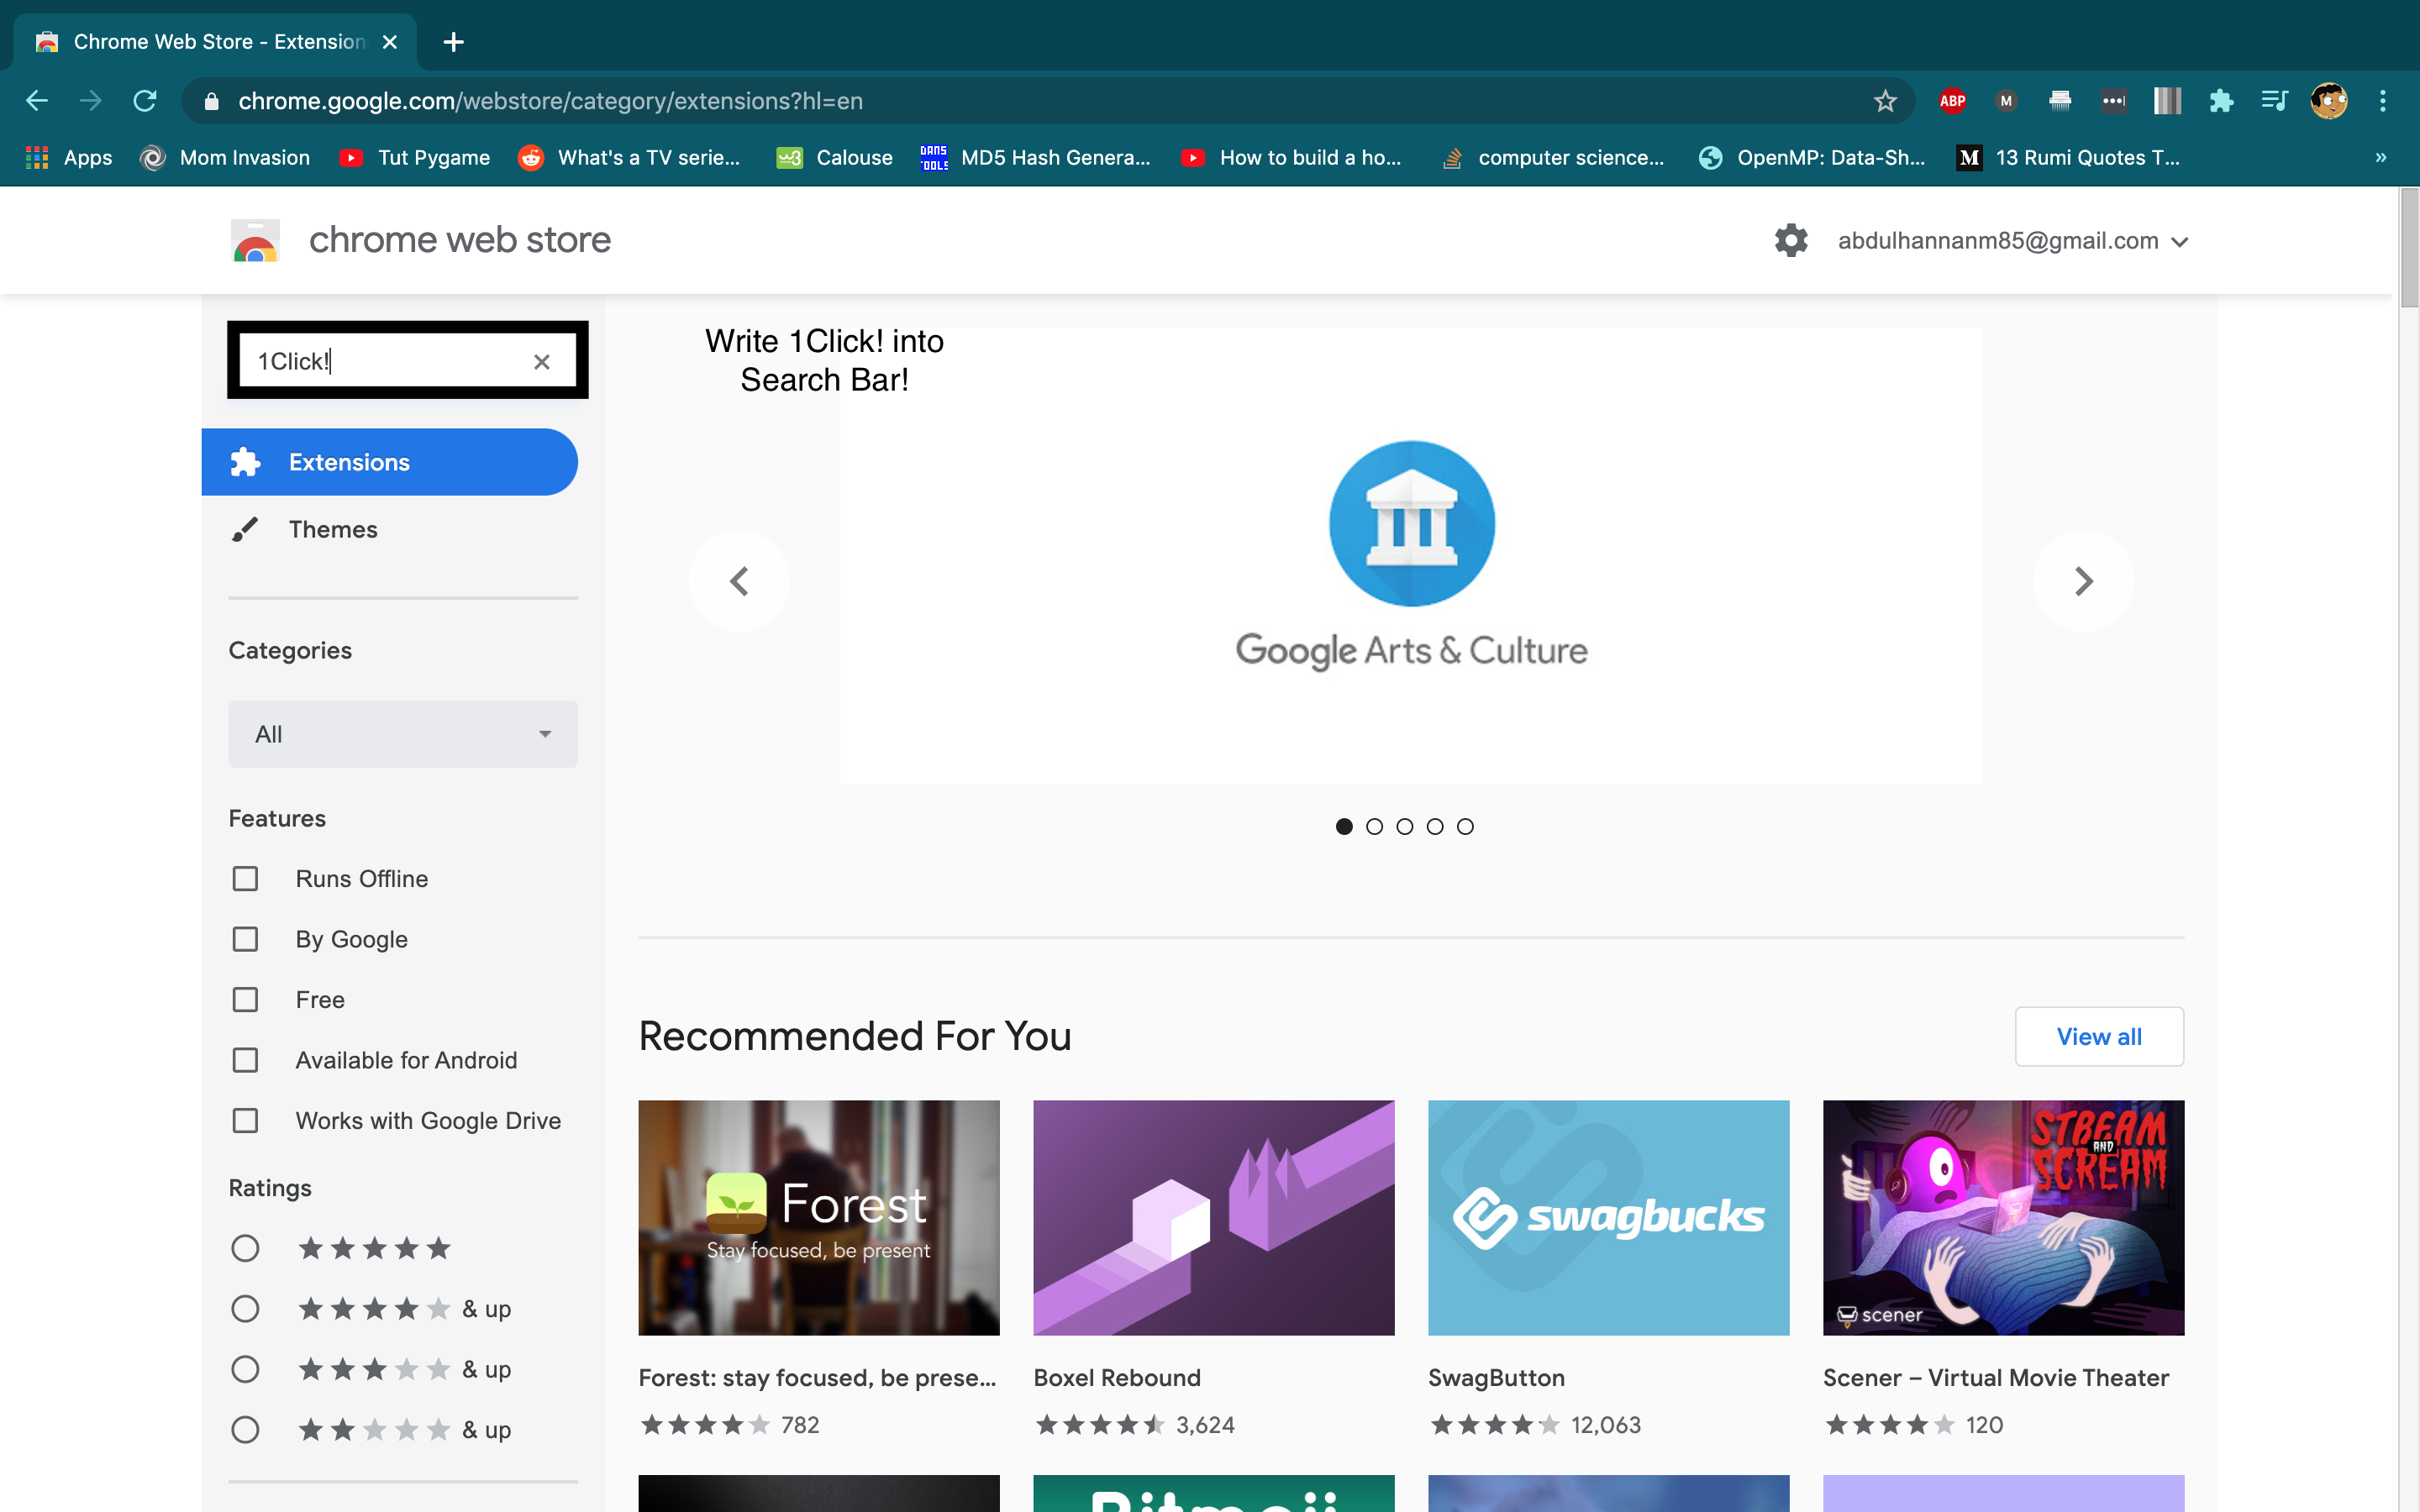 Chrome Web Store - Extension
chrome.google.com/webstore/category/extensions?hl=en
ABP
M
Apps
Mom Invasion
Tut Pygame
What's a TV serie...
w3
Calouse
DANS TOOLS
MD5 Hash Genera...
How to build a ho...
computer science...
OpenMP: Data-Sh...
M
13 Rumi Quotes T...
»
chrome web store
abdulhannanm85@gmail.com
1Click!
Write 1Click! into
Search Bar!
Extensions
Themes
Google Arts & Culture
Categories
All
Features
Runs Offline
By Google
Free
Available for Android
Works with Google Drive
Ratings
& up
& up
& up
Recommended For You
View all
Forest
Stay focused, be present
swagbucks
STREAM
AND
SCREAM
scener
Forest: stay focused, be prese...
782
Boxel Rebound
3,624
SwagButton
12,063
Scener – Virtual Movie Theater
120